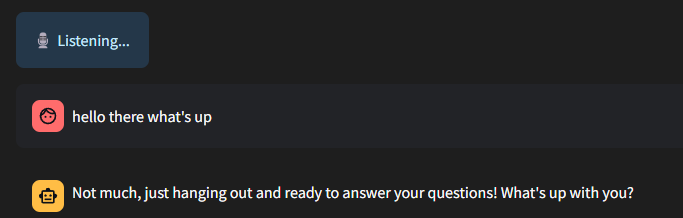 Listening...
hello there what's up
Not much, just hanging out and ready to answer your questions! What's up with you?